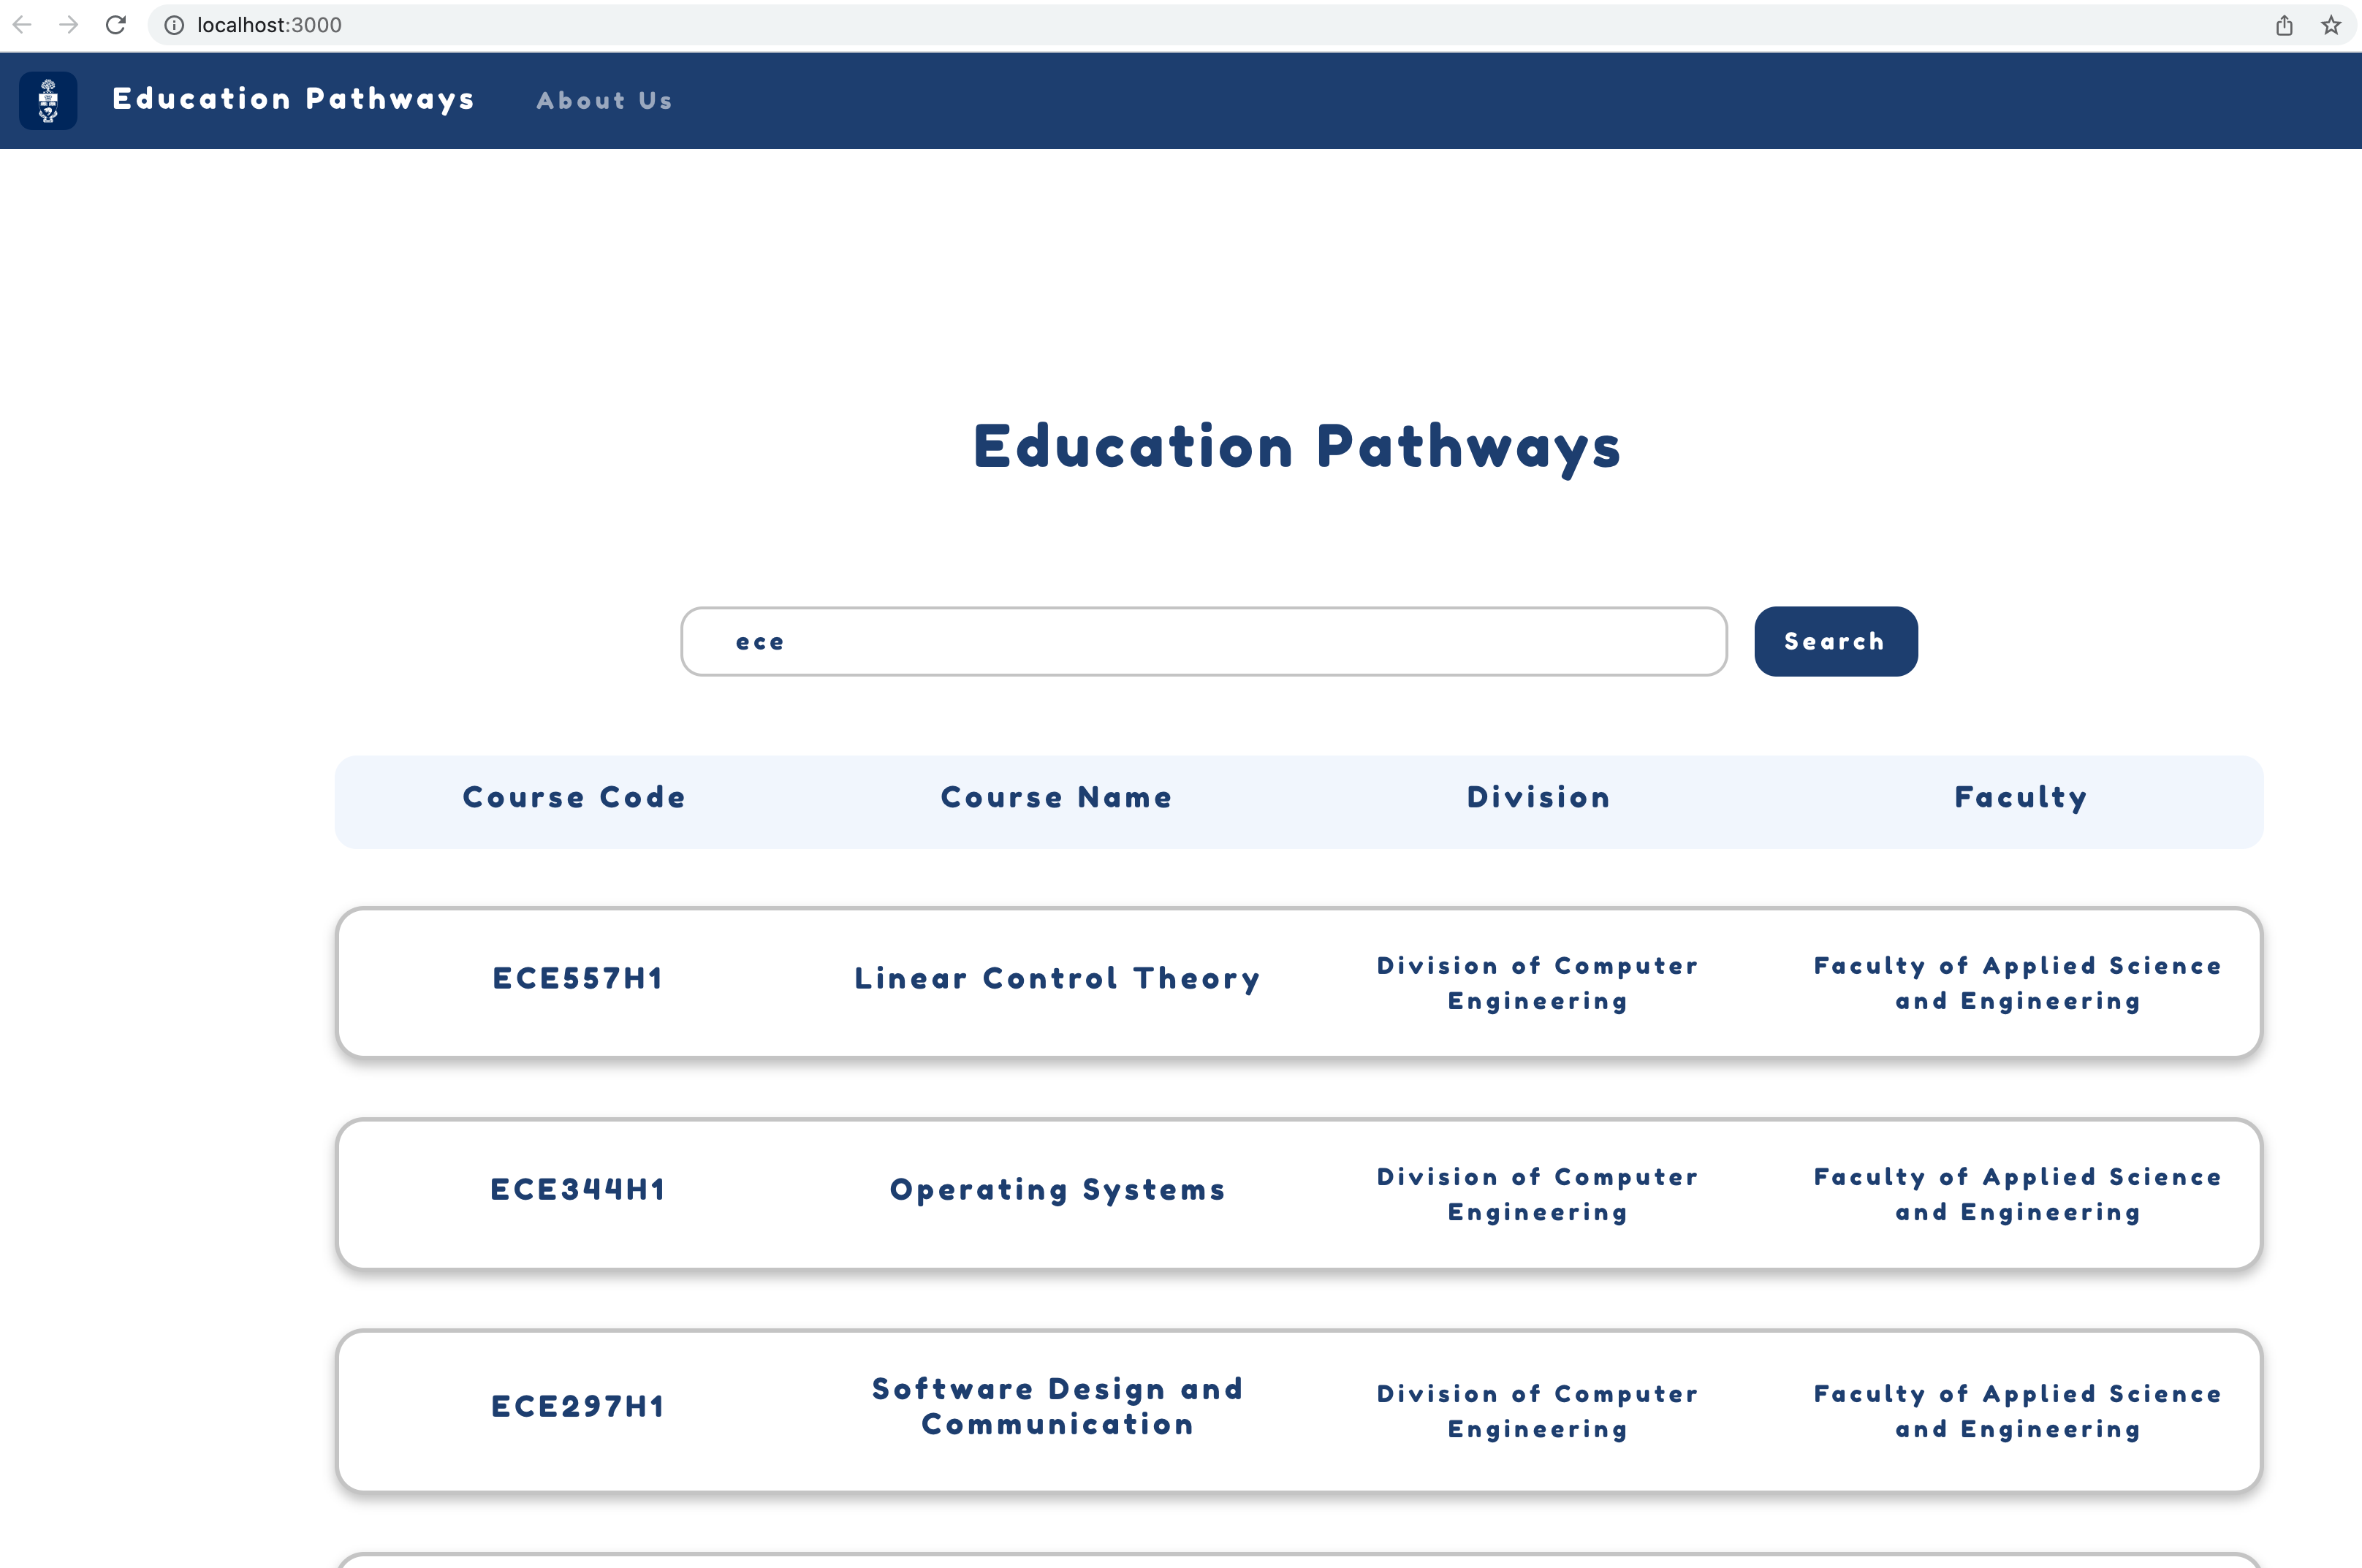 localhost:3000
Education Pathways About Us
Education Pathways
ece Search
Course Code Course Name Division Faculty
ECE557H1 Linear Control Theory Division of Computer Engineering Faculty of Applied Science and Engineering
ECE344H1 Operating Systems Division of Computer Engineering Faculty of Applied Science and Engineering
ECE297H1 Software Design and Communication Division of Computer Engineering Faculty of Applied Science and Engineering